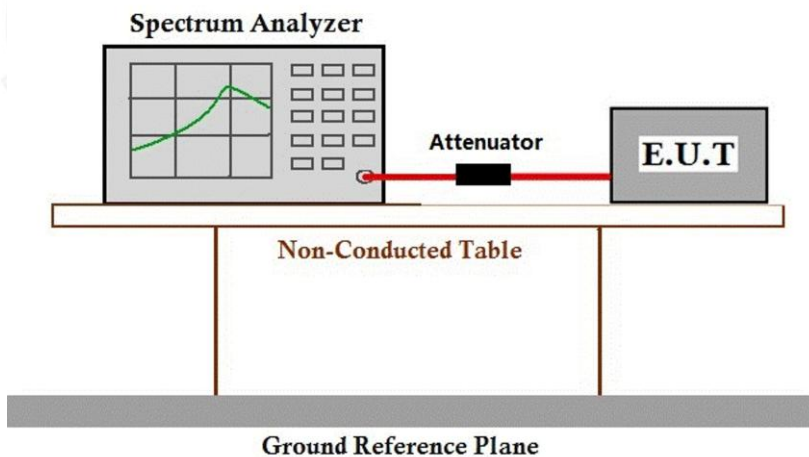 Spectrum Analyzer
Attenuator
E.U.T
Non-Conducted Table
Ground Reference Plane